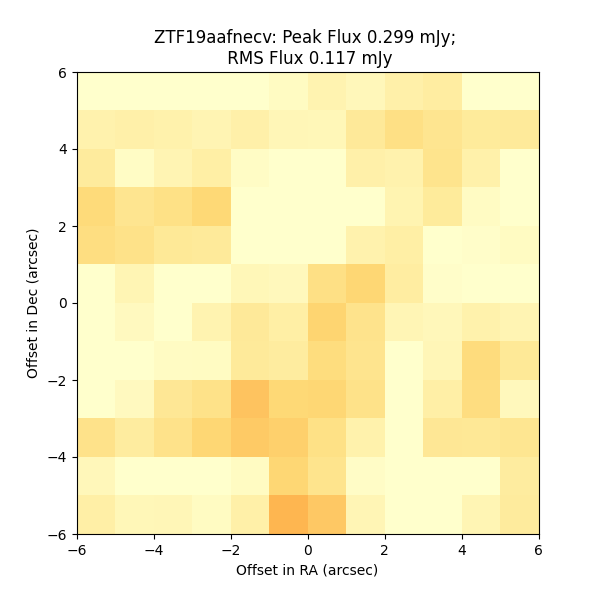 ZTF19aafnecv: Peak Flux 0.299 mJy;
RMS Flux 0.117 mJy
6
4
2
0
−2
−4
−6
Offset in Dec (arcsec)
−6 −4 −2 0 2 4 6
Offset in RA (arcsec)